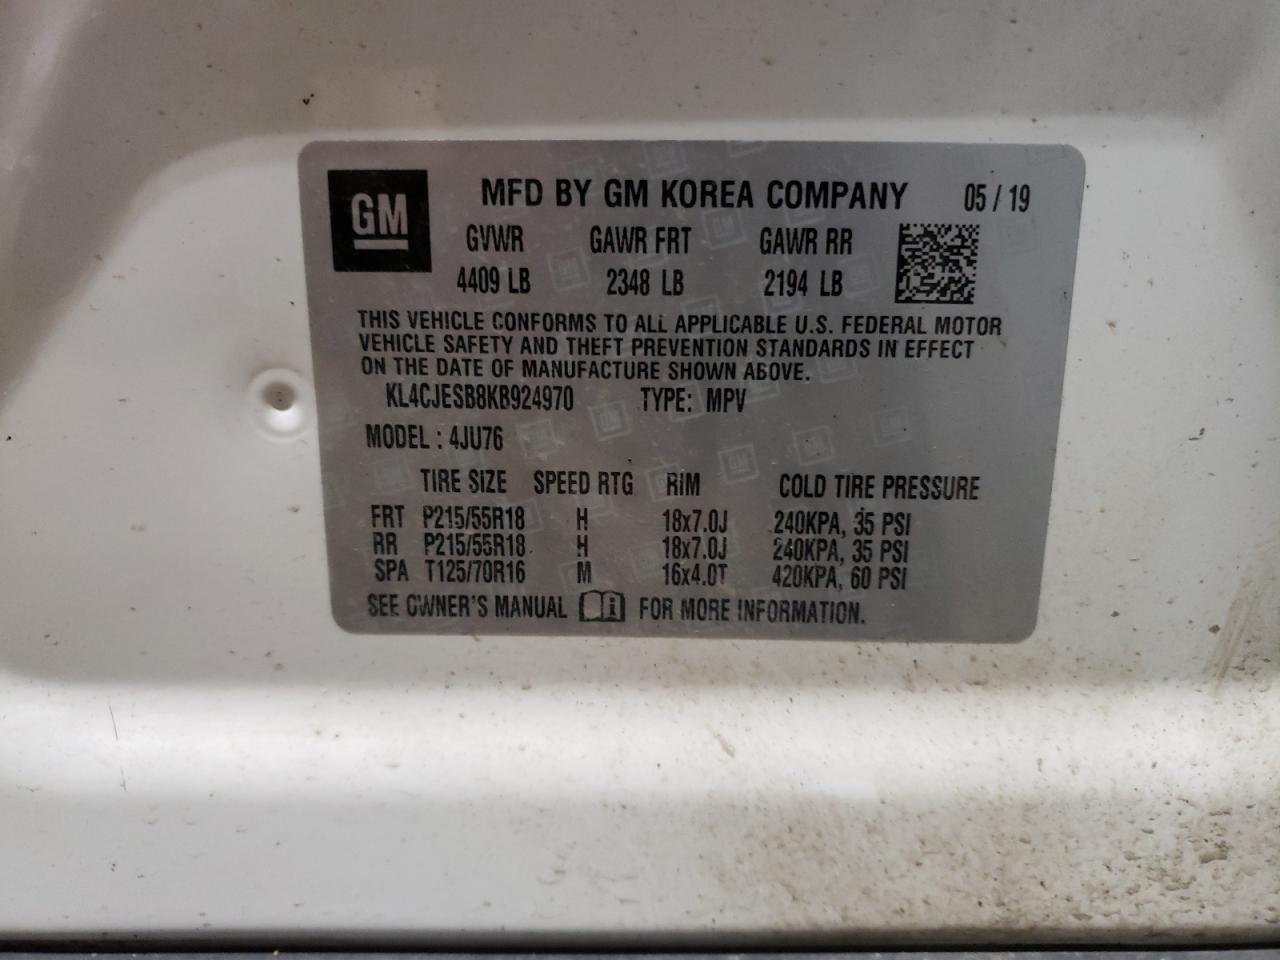 GM
MFD BY GM KOREA COMPANY 05 / 19
GVWR GAWR FRT GAWR RR
4409 LB 2348 LB 2194 LB
THIS VEHICLE CONFORMS TO ALL APPLICABLE U.S. FEDERAL MOTOR
VEHICLE SAFETY AND THEFT PREVENTION STANDARDS IN EFFECT
ON THE DATE OF MANUFACTURE SHOWN ABOVE.
KL4CJESB8KB924970 TYPE: MPV
MODEL : 4JU76
TIRE SIZE SPEED RTG RIM COLD TIRE PRESSURE
FRT P215/55R18 H 18x7.0J 240KPA, 35 PSI
RR P215/55R18 H 18x7.0J 240KPA, 35 PSI
SPA T125/70R16 M 16x4.0T 420KPA, 60 PSI
SEE OWNER'S MANUAL i FOR MORE INFORMATION.